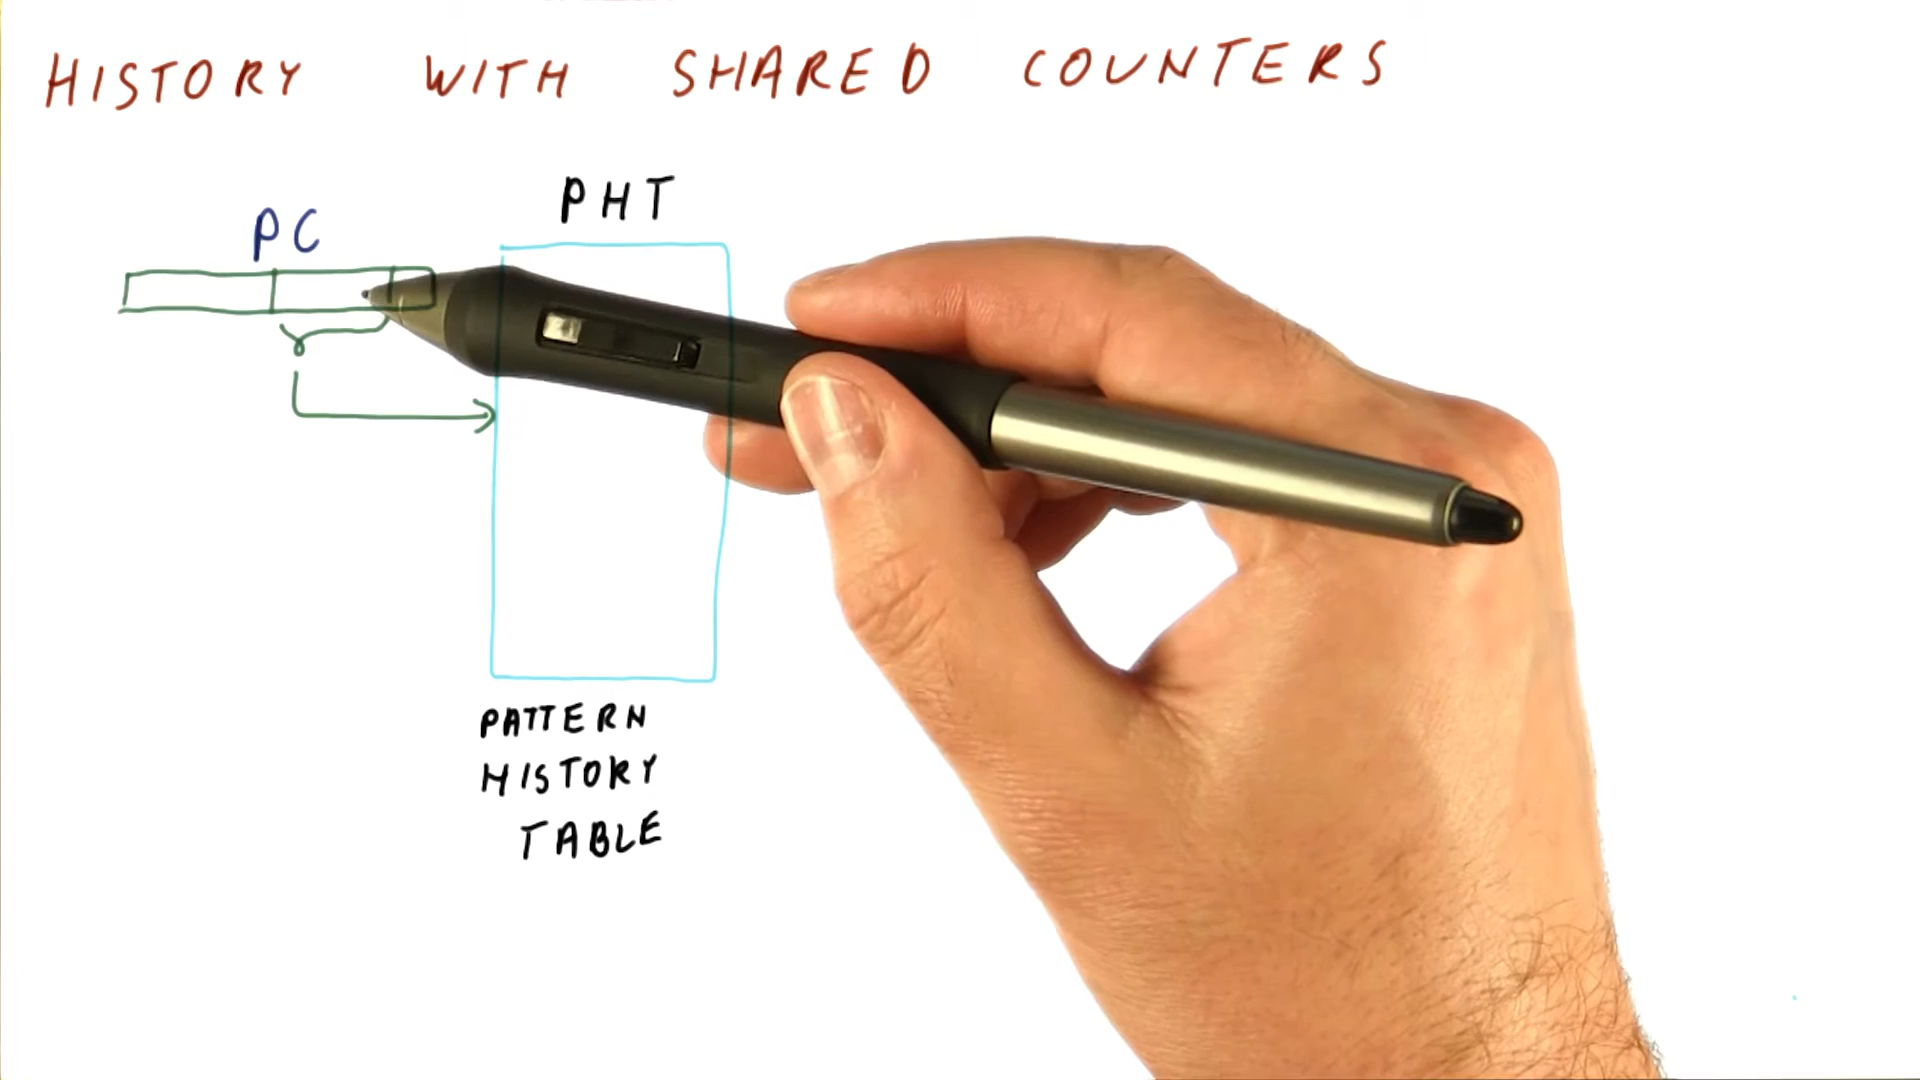 HISTORY WITH SHARED COUNTERS
PHT
PC
PATTERN
HISTORY
TABLE